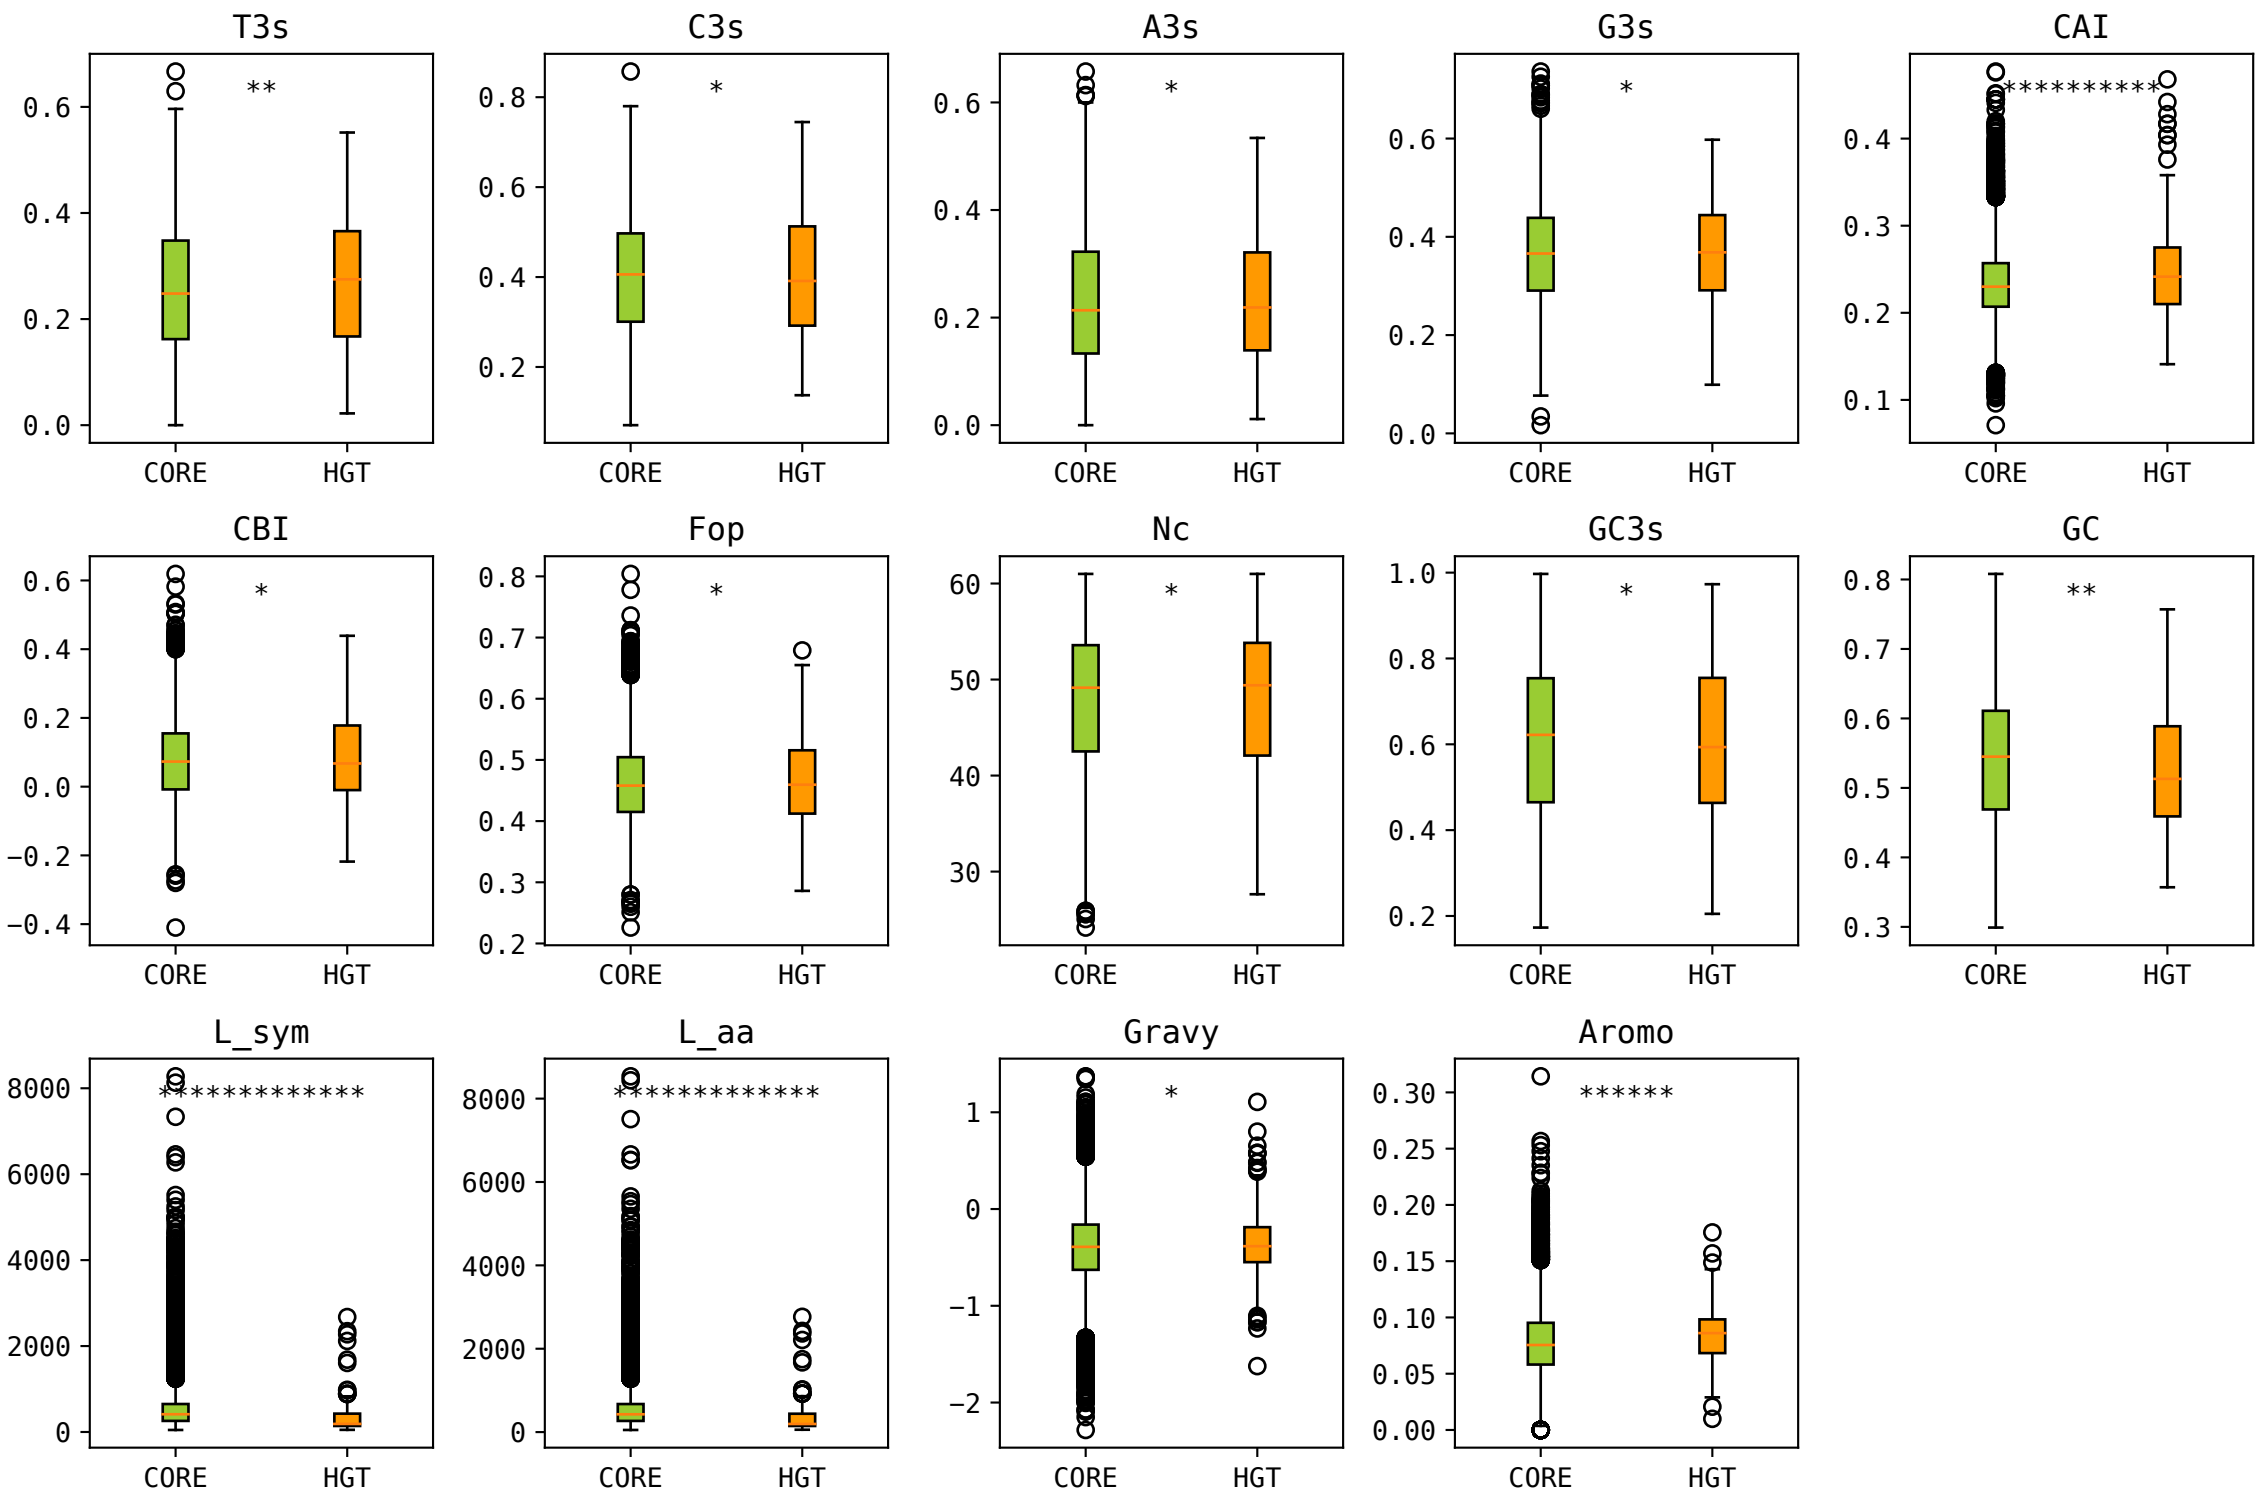 T3s
C3s
A3s
G3s
CAI
0.6
0.4
0.2
0.0
**
CORE
HGT
0.8
0.6
0.4
0.2
*
CORE
HGT
0.6
0.4
0.2
0.0
*
CORE
HGT
0.6
0.4
0.2
0.0
*
CORE
HGT
0.4
0.3
0.2
0.1
**********
CORE
HGT
CBI
Fop
Nc
GC3s
GC
0.6
0.4
0.2
0.0
−0.2
−0.4
*
CORE
HGT
0.8
0.7
0.6
0.5
0.4
0.3
0.2
*
CORE
HGT
60
50
40
30
*
CORE
HGT
1.0
0.8
0.6
0.4
0.2
*
CORE
HGT
0.8
0.7
0.6
0.5
0.4
0.3
**
CORE
HGT
L_sym
L_aa
Gravy
Aromo
8000
6000
4000
2000
0
*************
CORE
HGT
8000
6000
4000
2000
0
*************
CORE
HGT
1
0
−1
−2
*
CORE
HGT
0.30
0.25
0.20
0.15
0.10
0.05
0.00
******
CORE
HGT